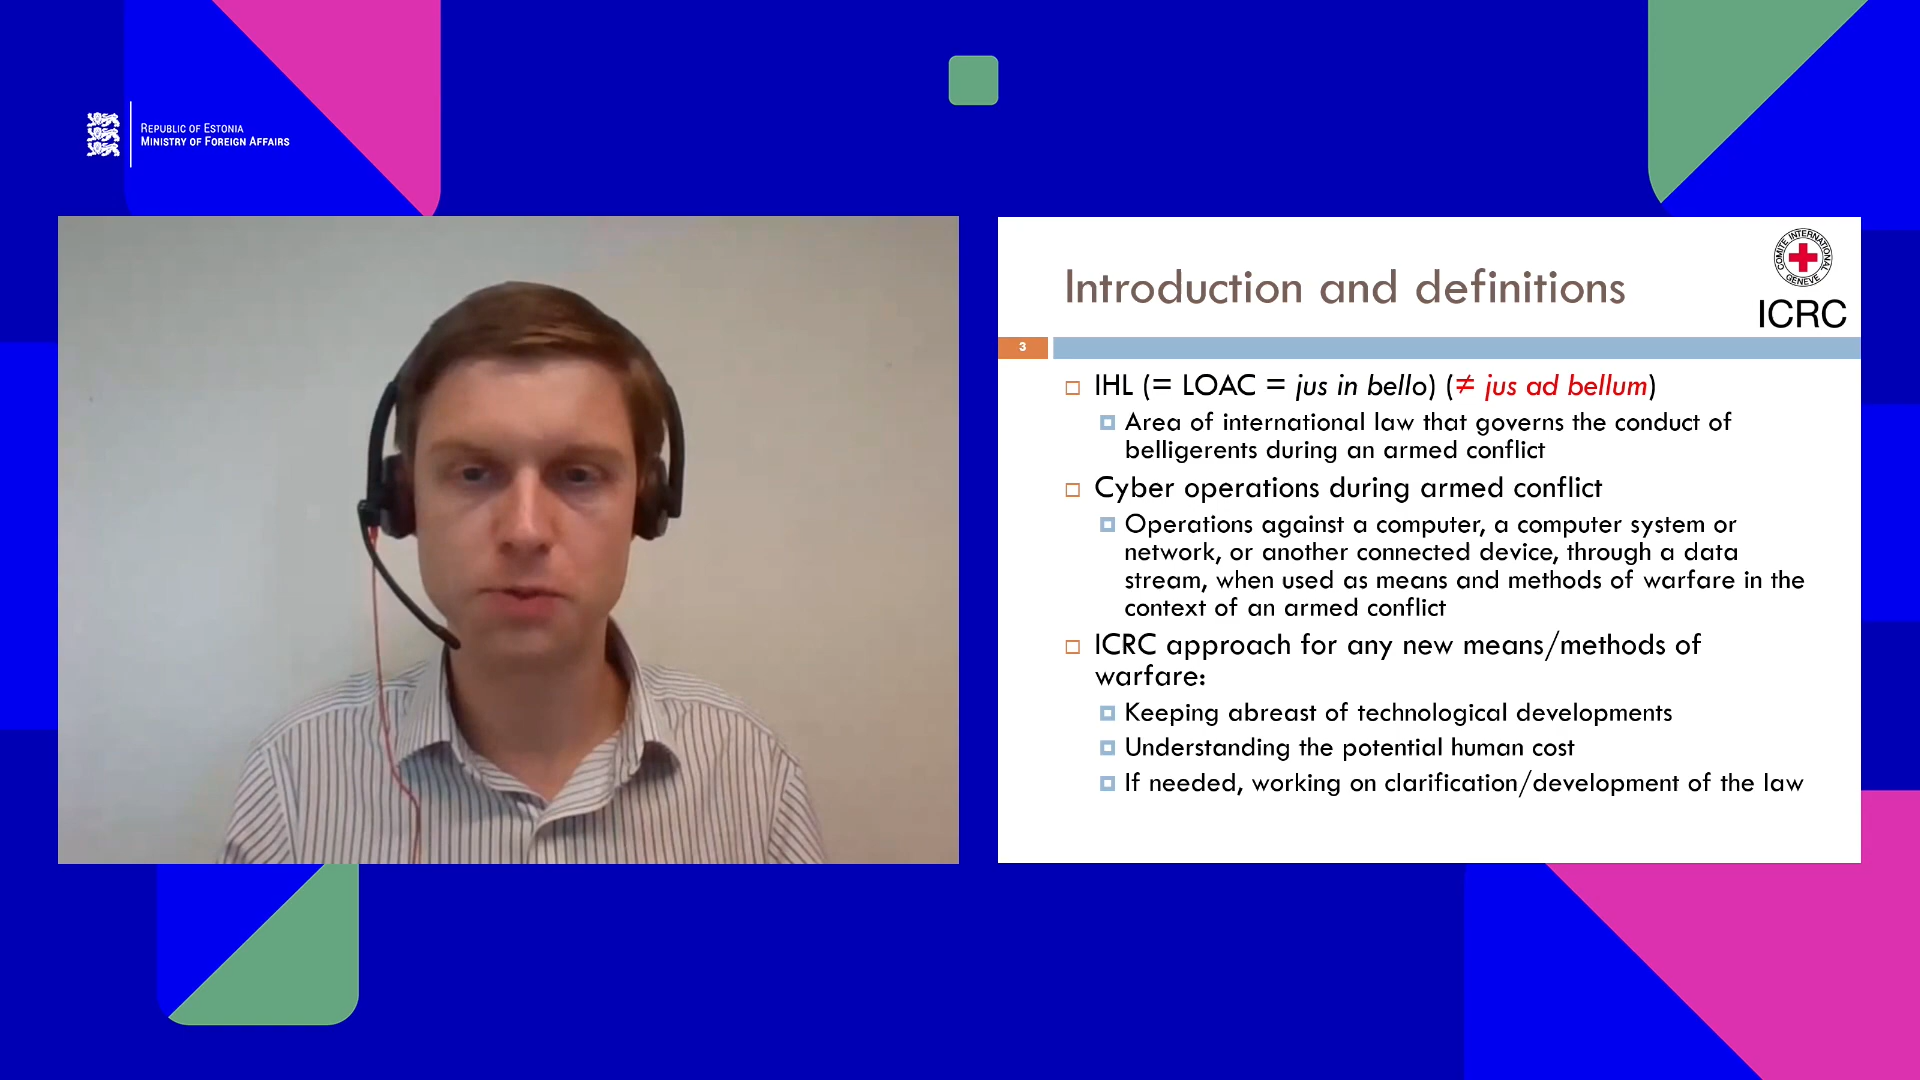 REPUBLIC OF ESTONIA
MINISTRY OF FOREIGN AFFAIRS
Introduction and definitions
COMITE INTERNATIONAL
GENEVE
ICRC
3
IHL (= LOAC = jus in bello) (≠ jus ad bellum)
Area of international law that governs the conduct of
belligerents during an armed conflict
Cyber operations during armed conflict
Operations against a computer, a computer system or
network, or another connected device, through a data
stream, when used as means and methods of warfare in the
context of an armed conflict
ICRC approach for any new means/methods of
warfare:
Keeping abreast of technological developments
Understanding the potential human cost
If needed, working on clarification/development of the law